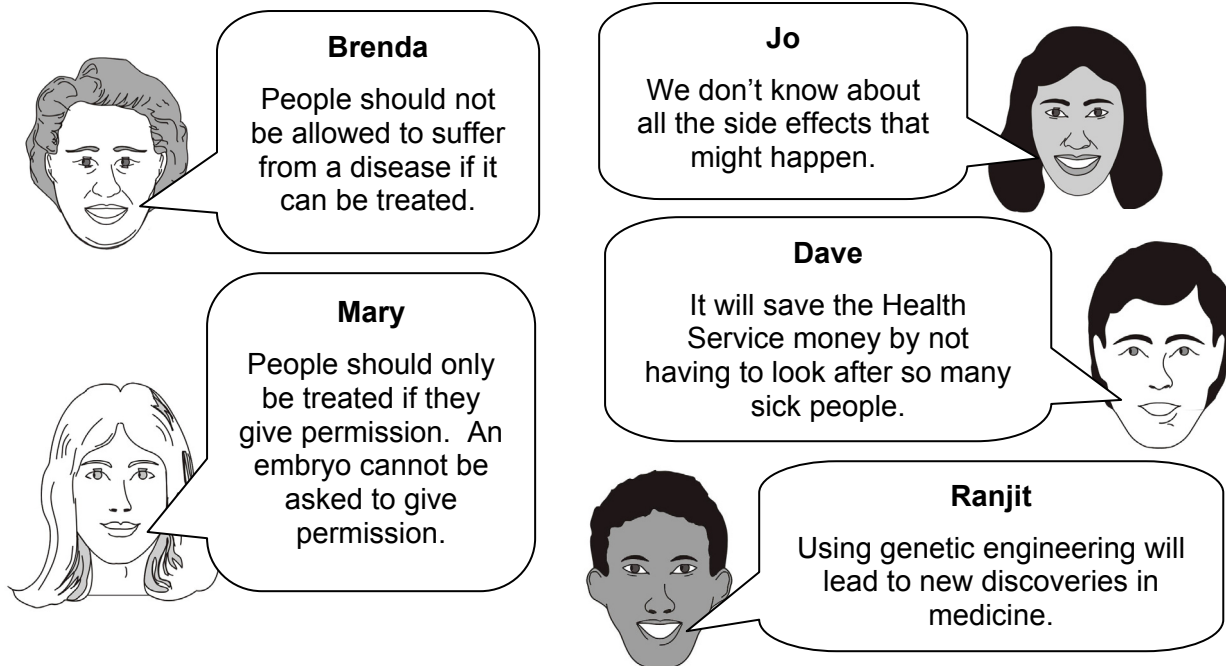 Brenda
People should not
be allowed to suffer
from a disease if it
can be treated.
Jo
We don’t know about
all the side effects that
might happen.
Mary
People should only
be treated if they
give permission.  An
embryo cannot be
asked to give
permission.
Dave
It will save the Health
Service money by not
having to look after so many
sick people.
Ranjit
Using genetic engineering will
lead to new discoveries in
medicine.